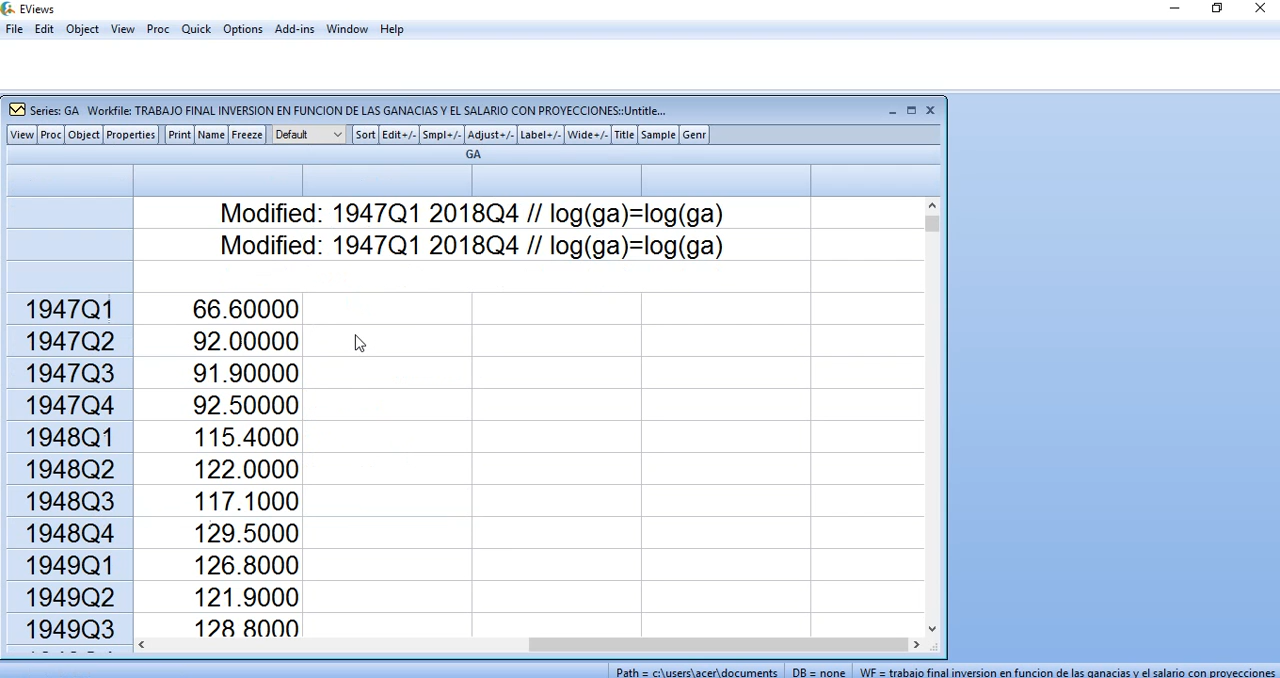 EViews
File Edit Object View Proc Quick Options Add-ins Window Help
Series: GA Workfile: TRABAJO FINAL INVERSION EN FUNCION DE LAS GANACIAS Y EL SALARIO CON PROYECCIONES::Untitle...
View Proc Object Properties Print Name Freeze Default Sort Edit+/- Smpl+/- Adjust+/- Label+/- Wide+/- Title Sample Genr
GA
Modified: 1947Q1 2018Q4 // log(ga)=log(ga)
Modified: 1947Q1 2018Q4 // log(ga)=log(ga)
1947Q1 66.60000
1947Q2 92.00000
1947Q3 91.90000
1947Q4 92.50000
1948Q1 115.4000
1948Q2 122.0000
1948Q3 117.1000
1948Q4 129.5000
1949Q1 126.8000
1949Q2 121.9000
1949Q3 128.8000
Path = c:\users\acer\documents DB = none WF = trabajo final inversion en funcion de las ganacias y el salario con proyecciones